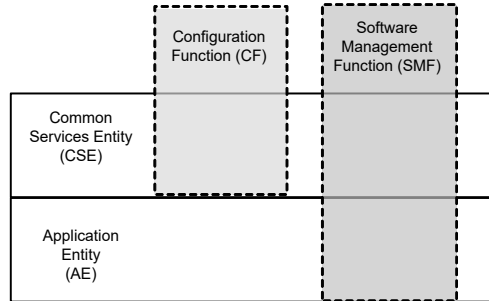 Configuration
Function (CF)
Software
Management
Function (SMF)
Common
Services Entity
(CSE)
Application
Entity
(AE)